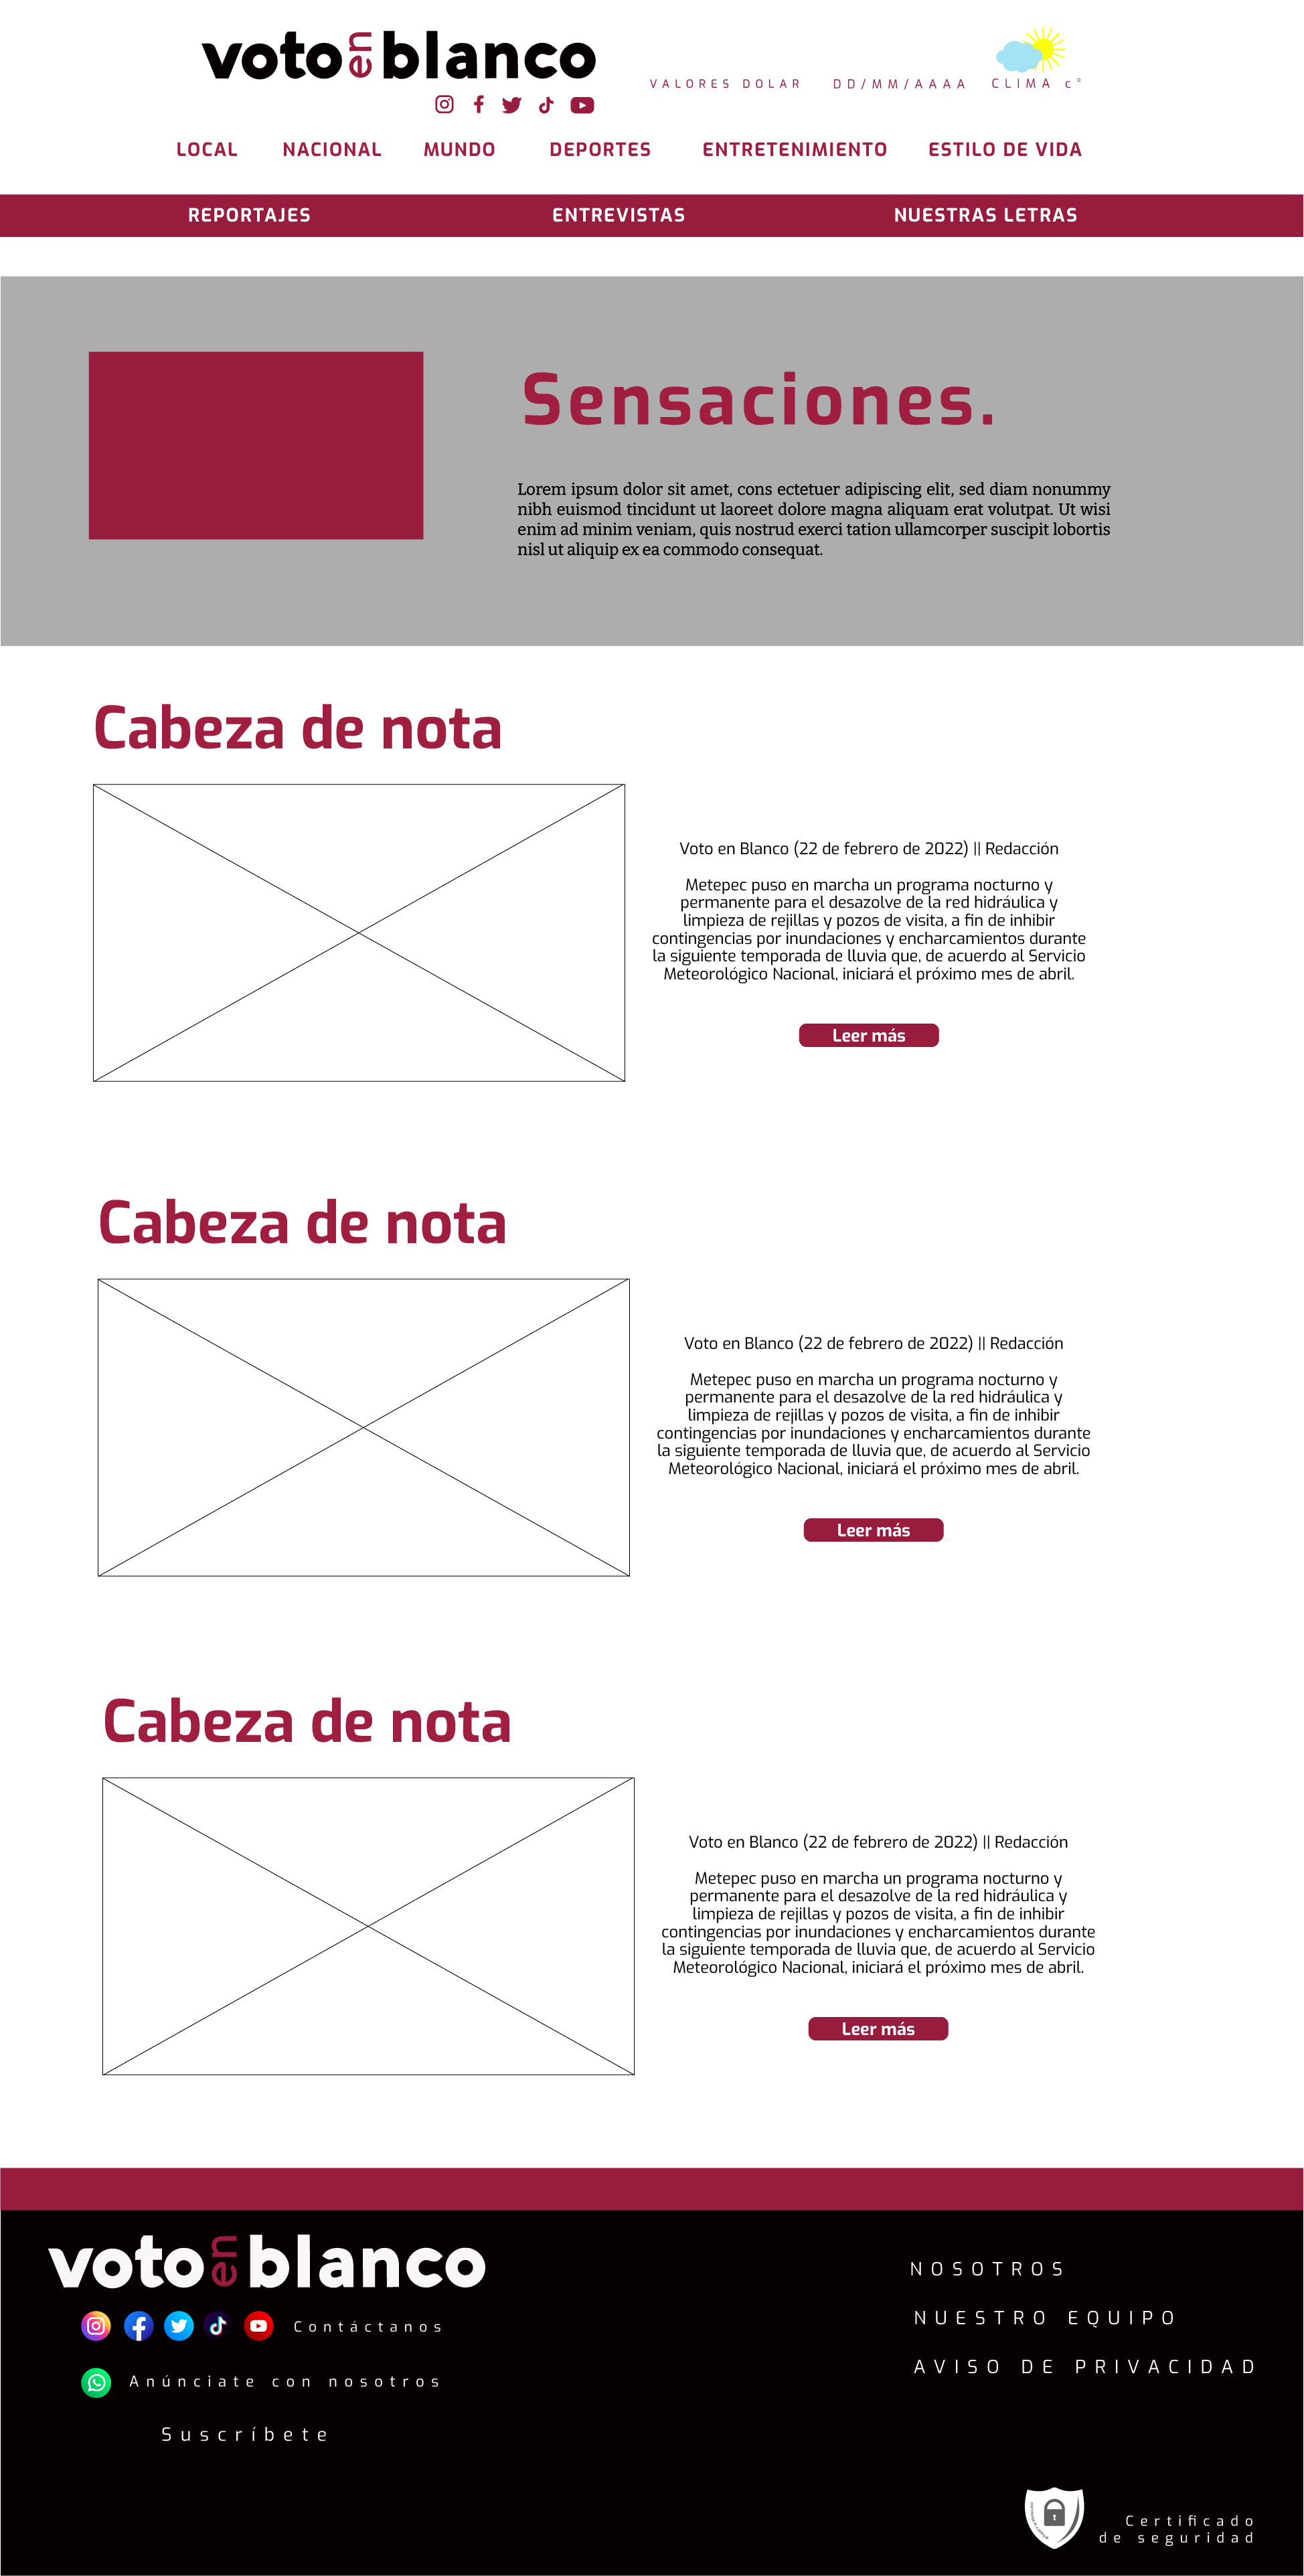 voto en blanco
VALORES DOLAR DD/MM/AAAA CLIMA c°
LOCAL NACIONAL MUNDO DEPORTES ENTRETENIMIENTO ESTILO DE VIDA
REPORTAJES ENTREVISTAS NUESTRAS LETRAS
Sensaciones.
Lorem ipsum dolor sit amet, cons ectetuer adipiscing elit, sed diam nonummy
nibh euismod tincidunt ut laoreet dolore magna aliquam erat volutpat. Ut wisi
enim ad minim veniam, quis nostrud exerci tation ullamcorper suscipit lobortis
nisl ut aliquip ex ea commodo consequat.
Cabeza de nota
Voto en Blanco (22 de febrero de 2022) || Redacción
Metepec puso en marcha un programa nocturno y
permanente para el desazolve de la red hidráulica y
limpieza de rejillas y pozos de visita, a fin de inhibir
contingencias por inundaciones y encharcamientos durante
la siguiente temporada de lluvia que, de acuerdo al Servicio
Meteorológico Nacional, iniciará el próximo mes de abril.
Leer más
Cabeza de nota
Voto en Blanco (22 de febrero de 2022) || Redacción
Metepec puso en marcha un programa nocturno y
permanente para el desazolve de la red hidráulica y
limpieza de rejillas y pozos de visita, a fin de inhibir
contingencias por inundaciones y encharcamientos durante
la siguiente temporada de lluvia que, de acuerdo al Servicio
Meteorológico Nacional, iniciará el próximo mes de abril.
Leer más
Cabeza de nota
Voto en Blanco (22 de febrero de 2022) || Redacción
Metepec puso en marcha un programa nocturno y
permanente para el desazolve de la red hidráulica y
limpieza de rejillas y pozos de visita, a fin de inhibir
contingencias por inundaciones y encharcamientos durante
la siguiente temporada de lluvia que, de acuerdo al Servicio
Meteorológico Nacional, iniciará el próximo mes de abril.
Leer más
voto en blanco
Contáctanos
Anúnciate con nosotros
Suscríbete
NOSOTROS
NUESTRO EQUIPO
AVISO DE PRIVACIDAD
Certificado
de seguridad